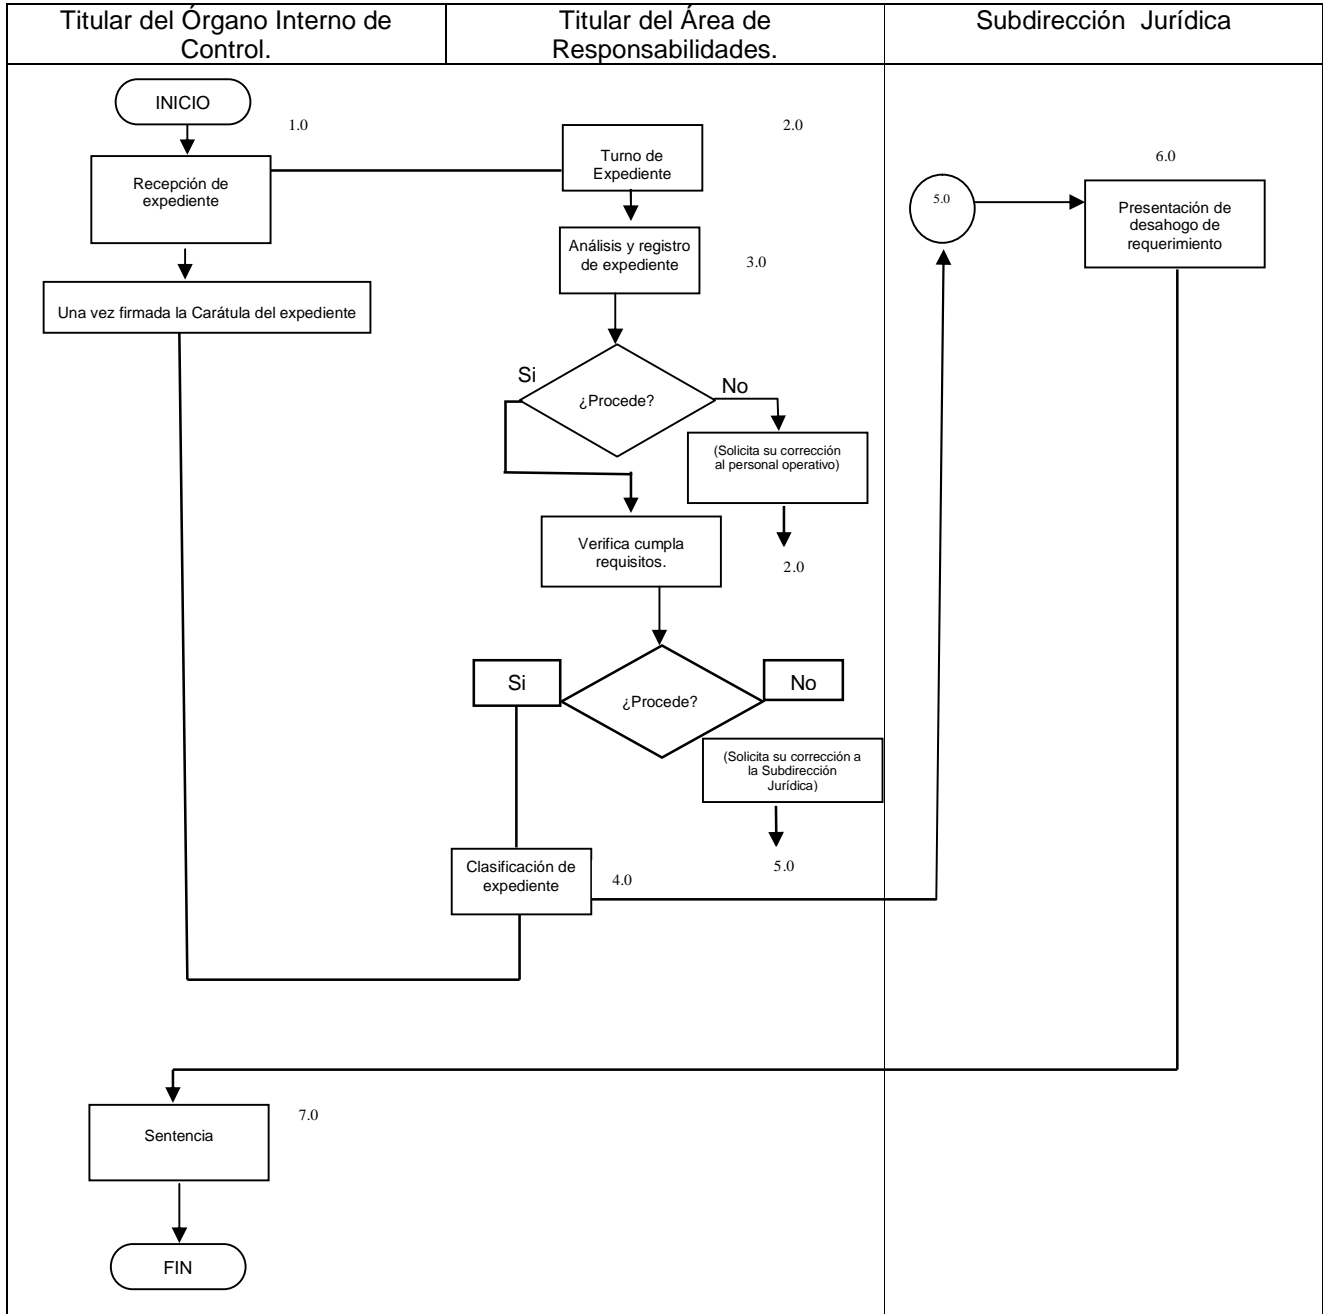 Titular del Órgano Interno de
Control.
Titular del Área de
Responsabilidades.
Subdirección Jurídica
INICIO
1.0
Recepción de
expediente
Una vez firmada la Carátula del expediente
2.0
Turno de
Expediente
Análisis y registro
de expediente
3.0
¿Procede?
Si
No
(Solicita su corrección
al personal operativo)
2.0
Verifica cumpla
requisitos.
Si
¿Procede?
No
(Solicita su corrección a
la Subdirección
Jurídica)
5.0
Clasificación de
expediente
4.0
5.0
6.0
Presentación de
desahogo de
requerimiento
7.0
Sentencia
FIN